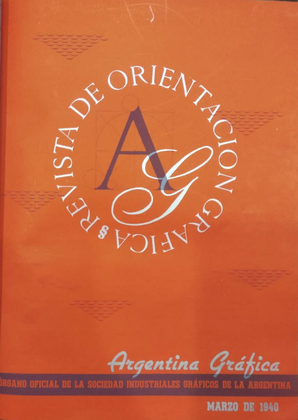 REVISTA DE ORIENTACION GRAFICA §
AG
Argentina Gráfica
ORGANO OFICIAL DE LA SOCIEDAD INDUSTRIALES GRÁFICOS DE LA ARGENTINA
MARZO DE 1940